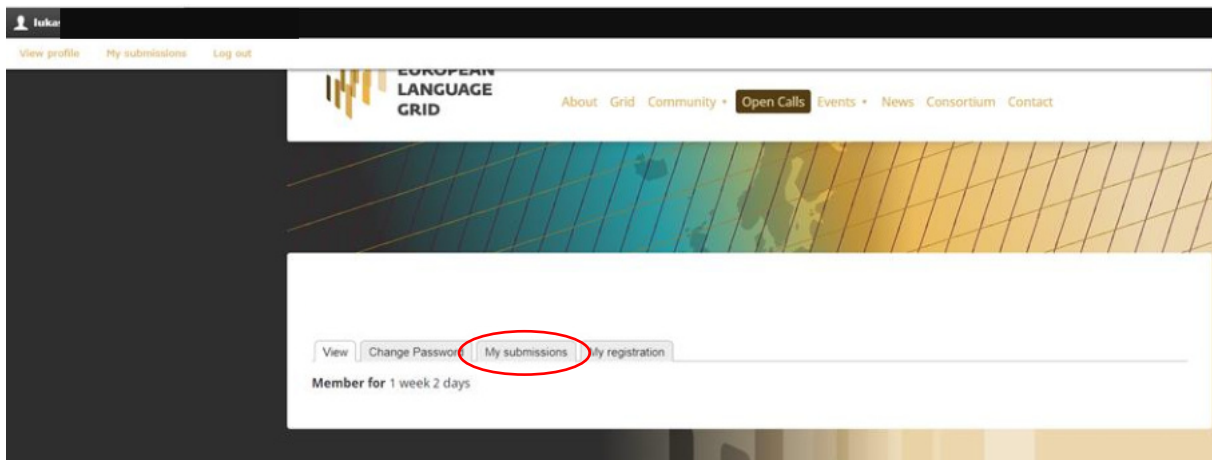 lukas
View profile My submissions Log out
EUROPEAN
LANGUAGE
GRID
About Grid Community Open Calls Events News Consortium Contact
View Change Password My submissions My registration
Member for 1 week 2 days